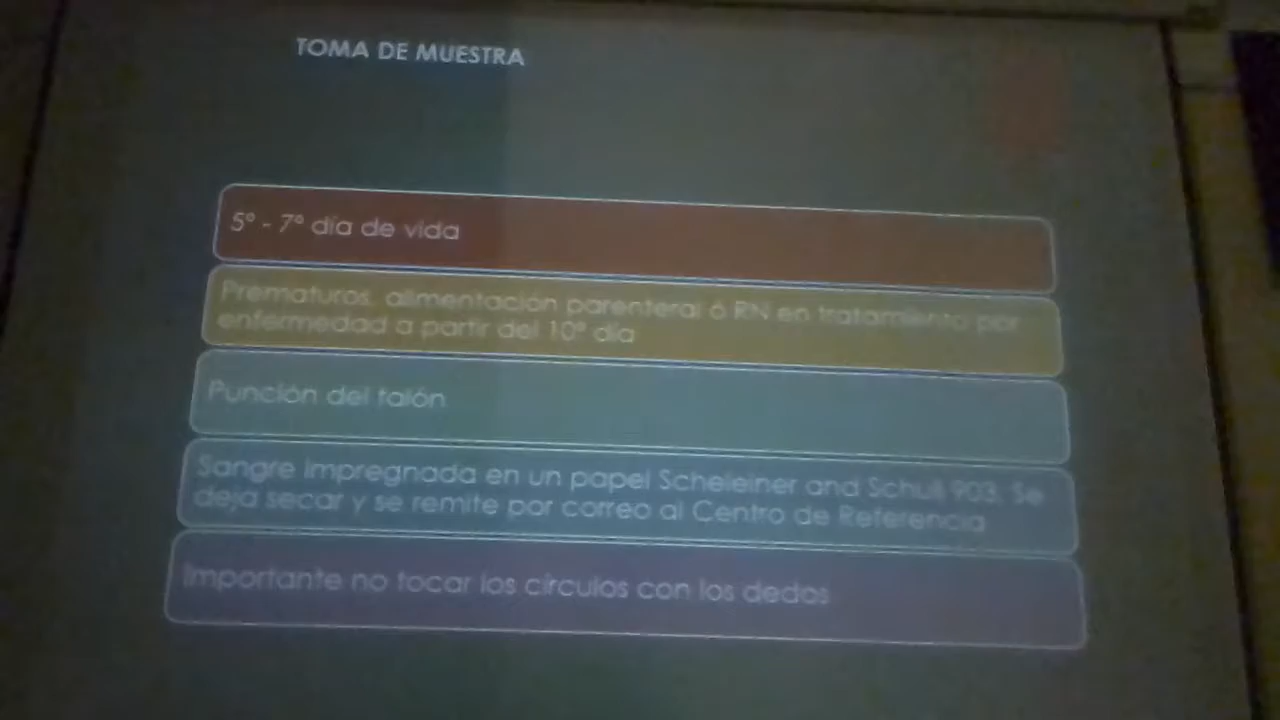 TOMA DE MUESTRA
5º - 7º día de vida
Prematuros, alimentación parenteral ó RN en tratamiento por
enfermedad a partir del 10º día
Punción del talón
Sangre impregnada en un papel Scheleiner and Schull 903. Se
deja secar y se remite por correo al Centro de Referencia
Importante no tocar los círculos con los dedos